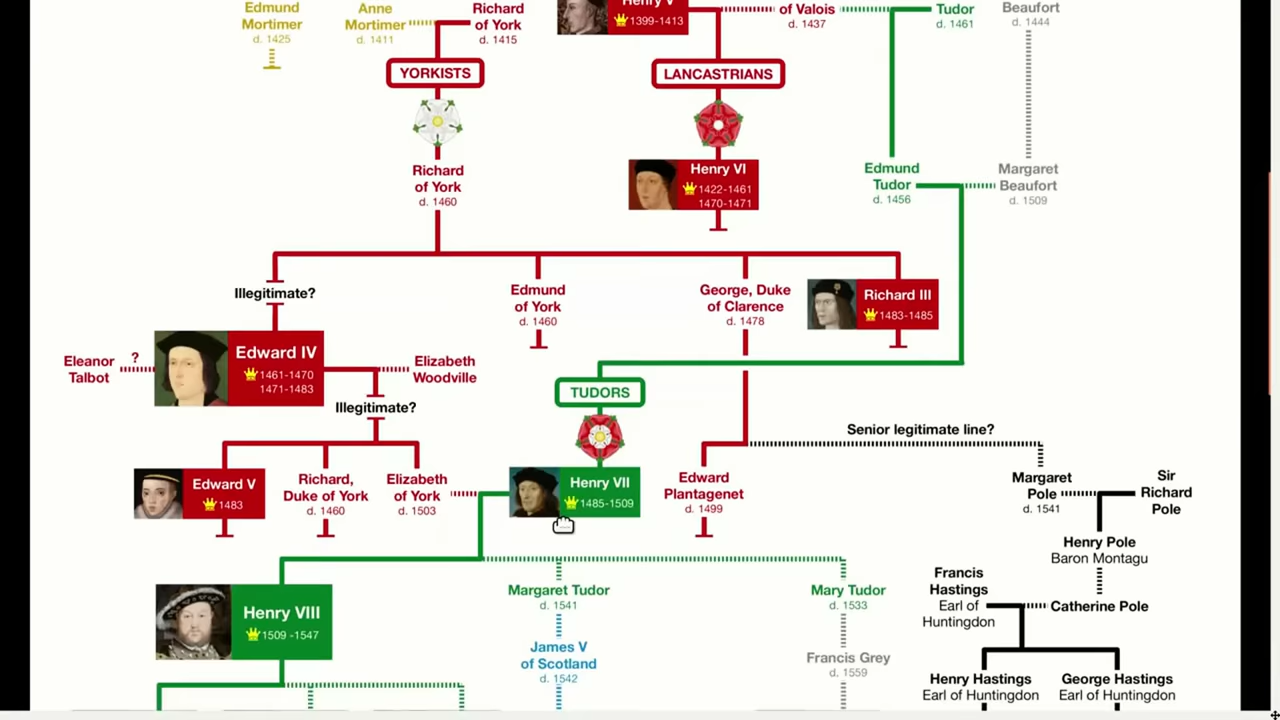 Edmund
Mortimer
d. 1425
Anne
Mortimer
d. 1411
Richard
of York
d. 1415
Henry V
1399-1413
of Valois
d. 1437
Tudor
d. 1461
Beaufort
d. 1444
YORKISTS
LANCASTRIANS
Richard
of York
d. 1460
Henry VI
1422-1461
1470-1471
Edmund
Tudor
d. 1456
Margaret
Beaufort
d. 1509
Illegitimate?
Edmund
of York
d. 1460
George, Duke
of Clarence
d. 1478
Richard III
1483-1485
Eleanor
Talbot
?
Edward IV
1461-1470
1471-1483
Elizabeth
Woodville
Illegitimate?
TUDORS
Senior legitimate line?
Edward V
1483
Richard,
Duke of York
d. 1460
Elizabeth
of York
d. 1503
Henry VII
1485-1509
Edward
Plantagenet
d. 1499
Margaret
Pole
d. 1541
Sir
Richard
Pole
Henry Pole
Baron Montagu
Francis
Hastings
Earl of
Huntingdon
Catherine Pole
Henry VIII
1509 -1547
Margaret Tudor
d. 1541
Mary Tudor
d. 1533
James V
of Scotland
d. 1542
Francis Grey
d. 1559
Henry Hastings
Earl of Huntingdon
George Hastings
Earl of Huntingdon